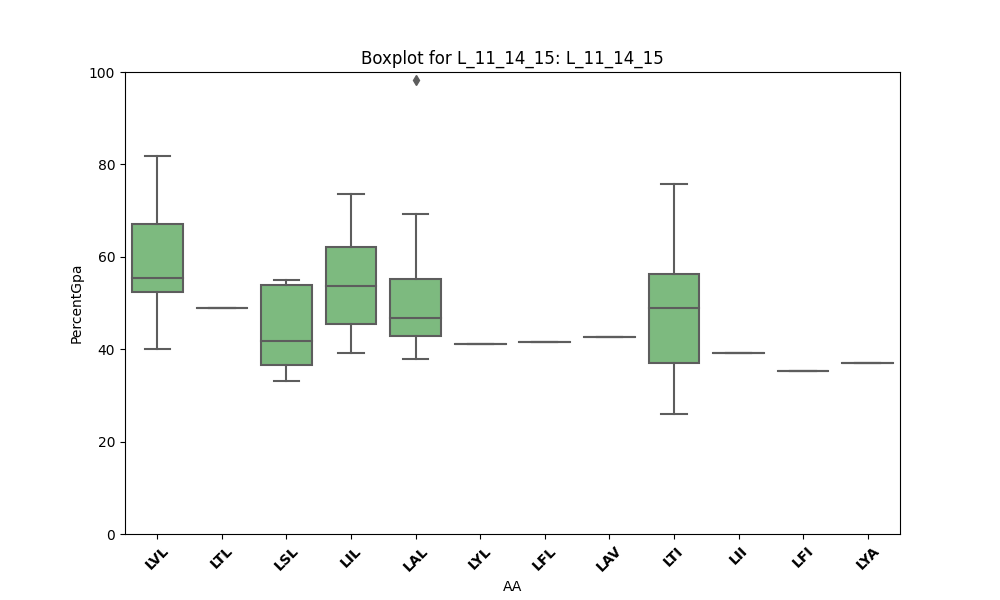 Boxplot for L_11_14_15: L_11_14_15
100
80
60
40
20
0
PercentGpa
LVL LTL LSL LIL LAL LYL LFL LAV LTI LII LFI LYA
AA